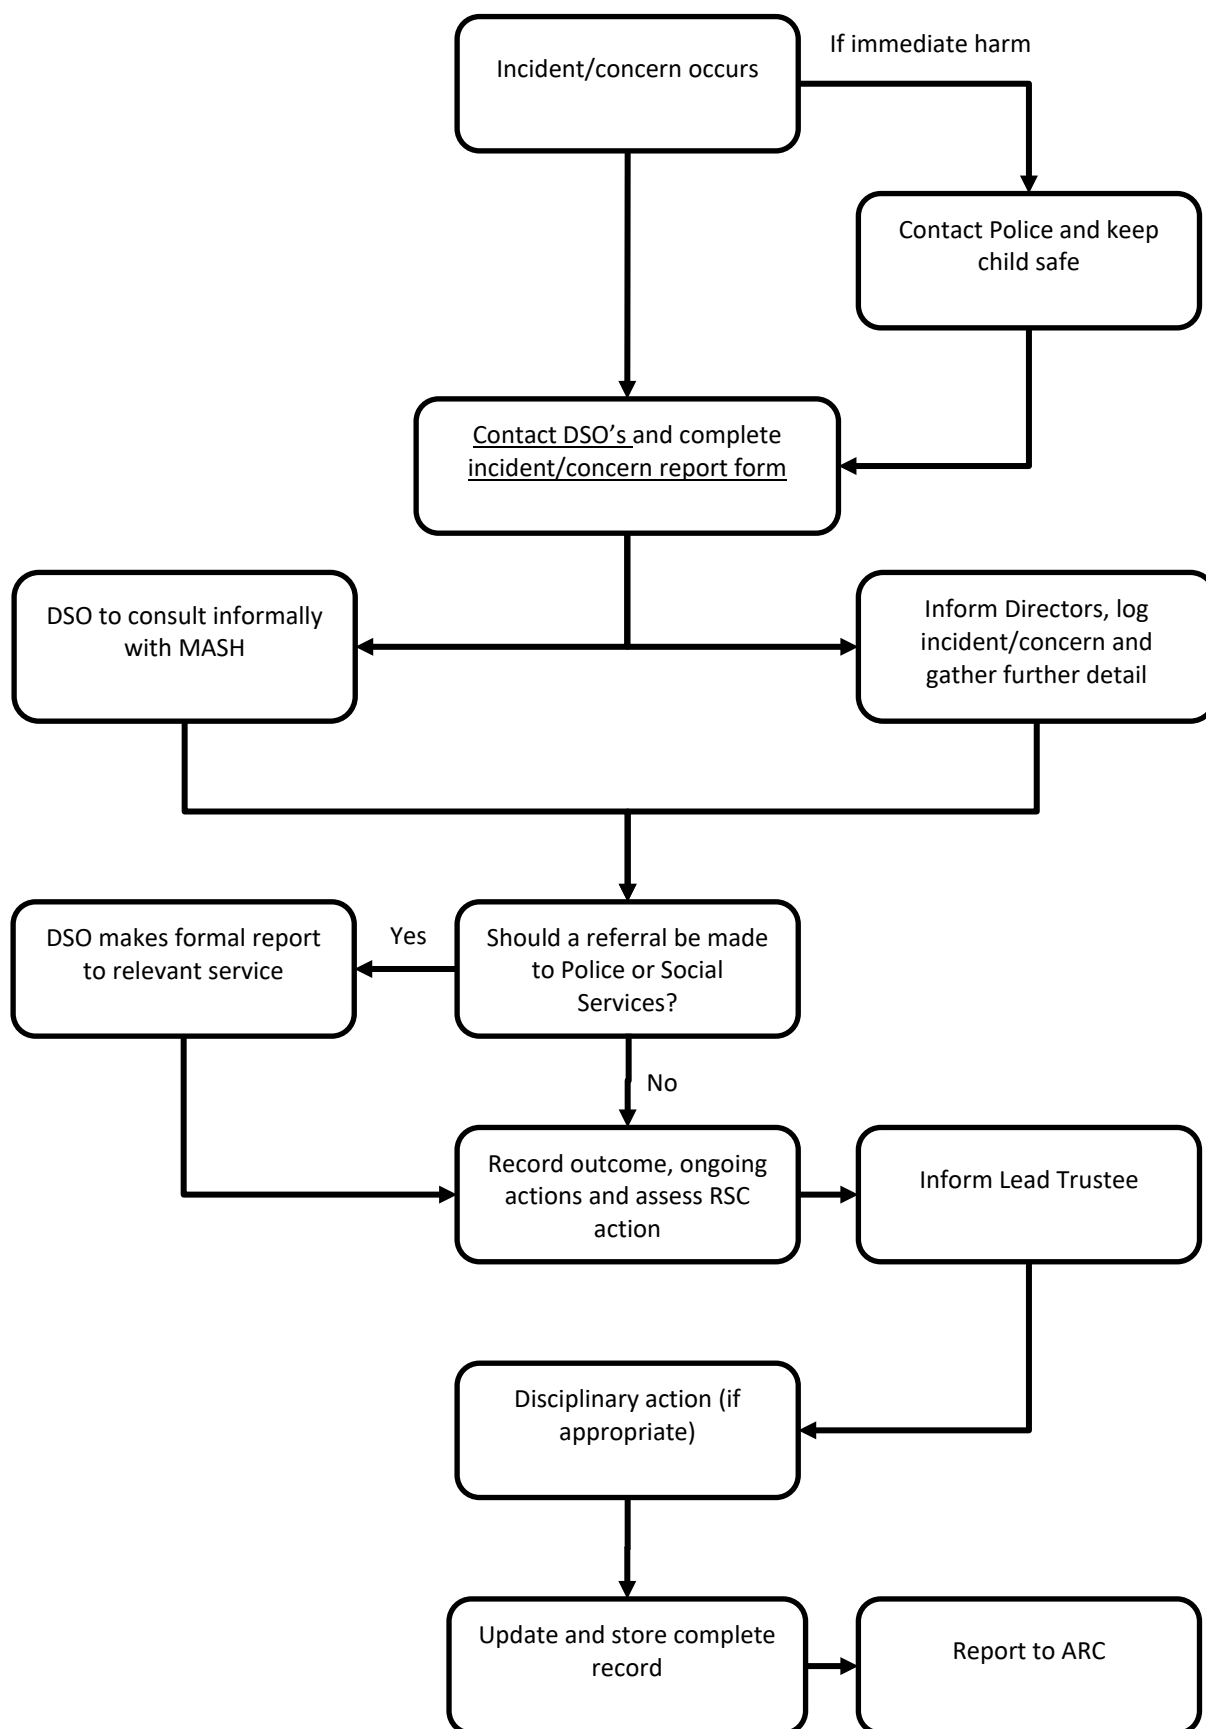 Incident/concern occurs
If immediate harm
Contact Police and keep
child safe
Contact DSO’s and complete
incident/concern report form
DSO to consult informally
with MASH
Inform Directors, log
incident/concern and
gather further detail
DSO makes formal report
to relevant service
Yes
Should a referral be made
to Police or Social
Services?
No
Record outcome, ongoing
actions and assess RSC
action
Inform Lead Trustee
Disciplinary action (if
appropriate)
Update and store complete
record
Report to ARC